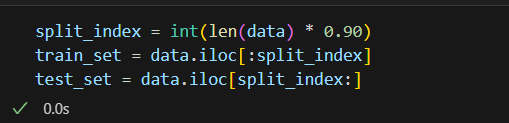 split_index = int(len(data) * 0.90)
train_set = data.iloc[:split_index]
test_set = data.iloc[split_index:]
✓ 0.0s